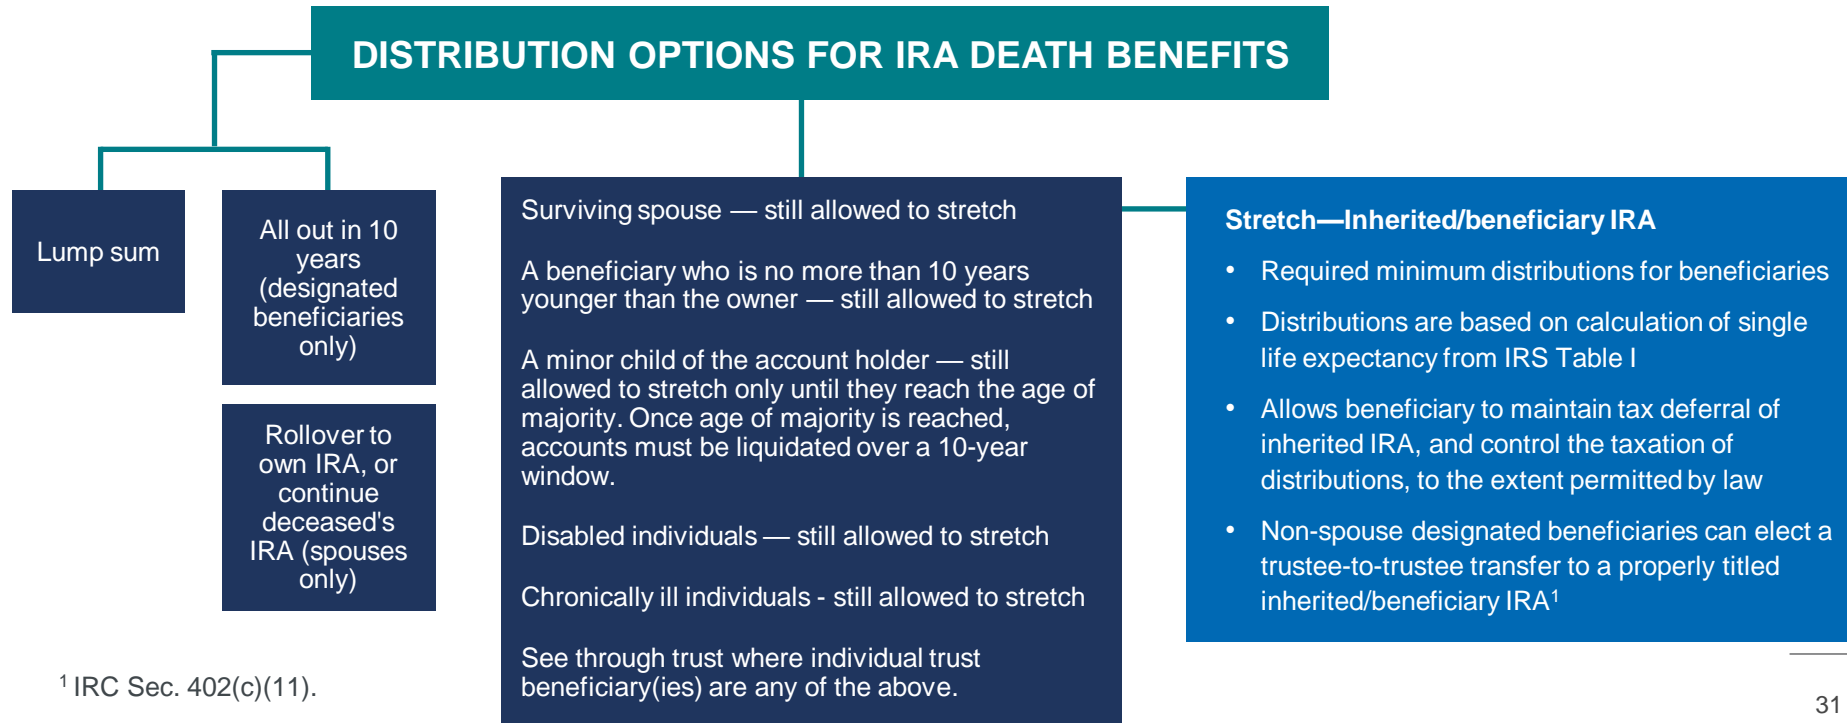 DISTRIBUTION OPTIONS FOR IRA DEATH BENEFITS
Lump sum
All out in 10
years
(designated
beneficiaries
only)
Rollover to
own IRA, or
continue
deceased's
IRA (spouses
only)
Surviving spouse — still allowed to stretch
A beneficiary who is no more than 10 years
younger than the owner — still allowed to stretch
A minor child of the account holder — still
allowed to stretch only until they reach the age of
majority. Once age of majority is reached,
accounts must be liquidated over a 10-year
window.
Disabled individuals — still allowed to stretch
Chronically ill individuals - still allowed to stretch
See through trust where individual trust
beneficiary(ies) are any of the above.
Stretch—Inherited/beneficiary IRA
• Required minimum distributions for beneficiaries
• Distributions are based on calculation of single
life expectancy from IRS Table I
• Allows beneficiary to maintain tax deferral of
inherited IRA, and control the taxation of
distributions, to the extent permitted by law
• Non-spouse designated beneficiaries can elect a
trustee-to-trustee transfer to a properly titled
inherited/beneficiary IRA¹
¹ IRC Sec. 402(c)(11).
31